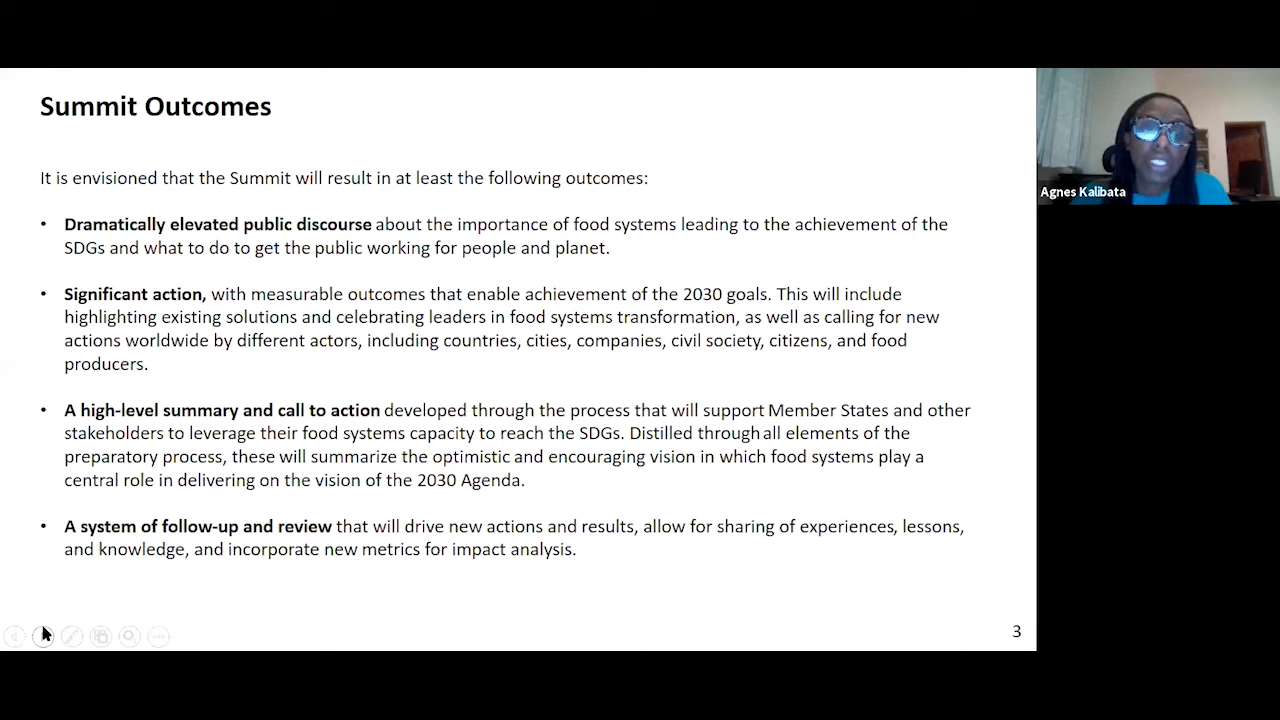 Summit Outcomes
It is envisioned that the Summit will result in at least the following outcomes:
• Dramatically elevated public discourse about the importance of food systems leading to the achievement of the
SDGs and what to do to get the public working for people and planet.
• Significant action, with measurable outcomes that enable achievement of the 2030 goals. This will include
highlighting existing solutions and celebrating leaders in food systems transformation, as well as calling for new
actions worldwide by different actors, including countries, cities, companies, civil society, citizens, and food
producers.
• A high-level summary and call to action developed through the process that will support Member States and other
stakeholders to leverage their food systems capacity to reach the SDGs. Distilled through all elements of the
preparatory process, these will summarize the optimistic and encouraging vision in which food systems play a
central role in delivering on the vision of the 2030 Agenda.
• A system of follow-up and review that will drive new actions and results, allow for sharing of experiences, lessons,
and knowledge, and incorporate new metrics for impact analysis.
3
Agnes Kalibata